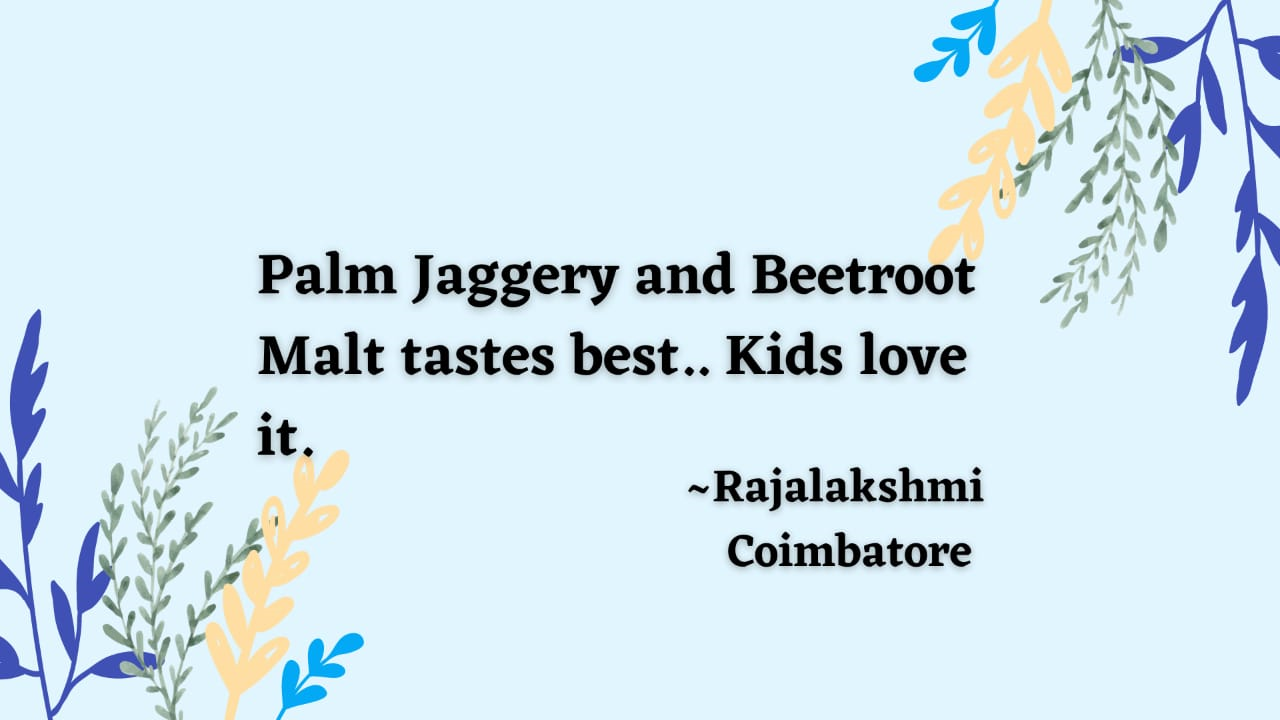 Palm Jaggery and Beetroot
Malt tastes best.. Kids love
it.
~Rajalakshmi
Coimbatore